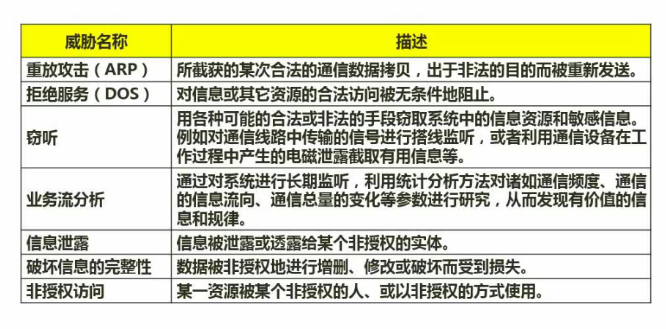 威胁名称 描述
重放攻击（ARP） 所截获的某次合法的通信数据拷贝，出于非法的目的而被重新发送。
拒绝服务（DOS） 对信息或其它资源的合法访问被无条件地阻止。
用各种可能的合法或非法的手段窃取系统中的信息资源和敏感信息。
窃听 例如对通信线路中传输的信号进行搭线监听，或者利用通信设备在工
作过程中产生的电磁泄露截取有用信息等。
通过对系统进行长期监听，利用统计分析方法对诸如通信频度、通信
业务流分析 的信息流向、通信总量的变化等参数进行研究，从而发现有价值的信
息和规律。
信息泄露 信息被泄露或透露给某个非授权的实体。
破坏信息的完整性 数据被非授权地进行增删、修改或破坏而受到损失。
非授权访问 某一资源被某个非授权的人、或以非授权的方式使用。